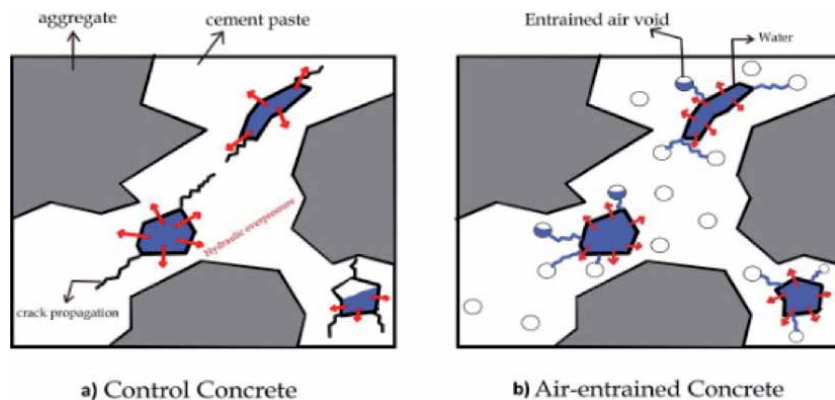 aggregate
cement paste
Hydraulic overpressure
crack propagation
a) Control Concrete
Entrained air void
Water
b) Air-entrained Concrete